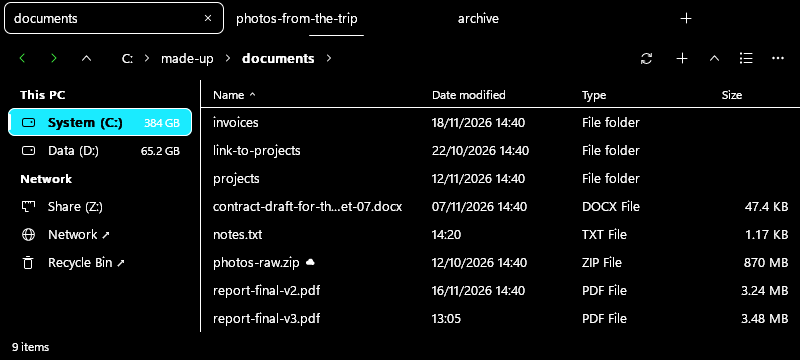 documents photos-from-the-trip archive
C: made-up documents
This PC
System (C:) 384 GB
Data (D:) 65.2 GB
Network
Share (Z:)
Network
Recycle Bin
Name Date modified Type Size
invoices 18/11/2026 14:40 File folder
link-to-projects 22/10/2026 14:40 File folder
projects 12/11/2026 14:40 File folder
contract-draft-for-th...et-07.docx 07/11/2026 14:40 DOCX File 47.4 KB
notes.txt 14:20 TXT File 1.17 KB
photos-raw.zip 12/10/2026 14:40 ZIP File 870 MB
report-final-v2.pdf 16/11/2026 14:40 PDF File 3.24 MB
report-final-v3.pdf 13:05 PDF File 3.48 MB
9 items